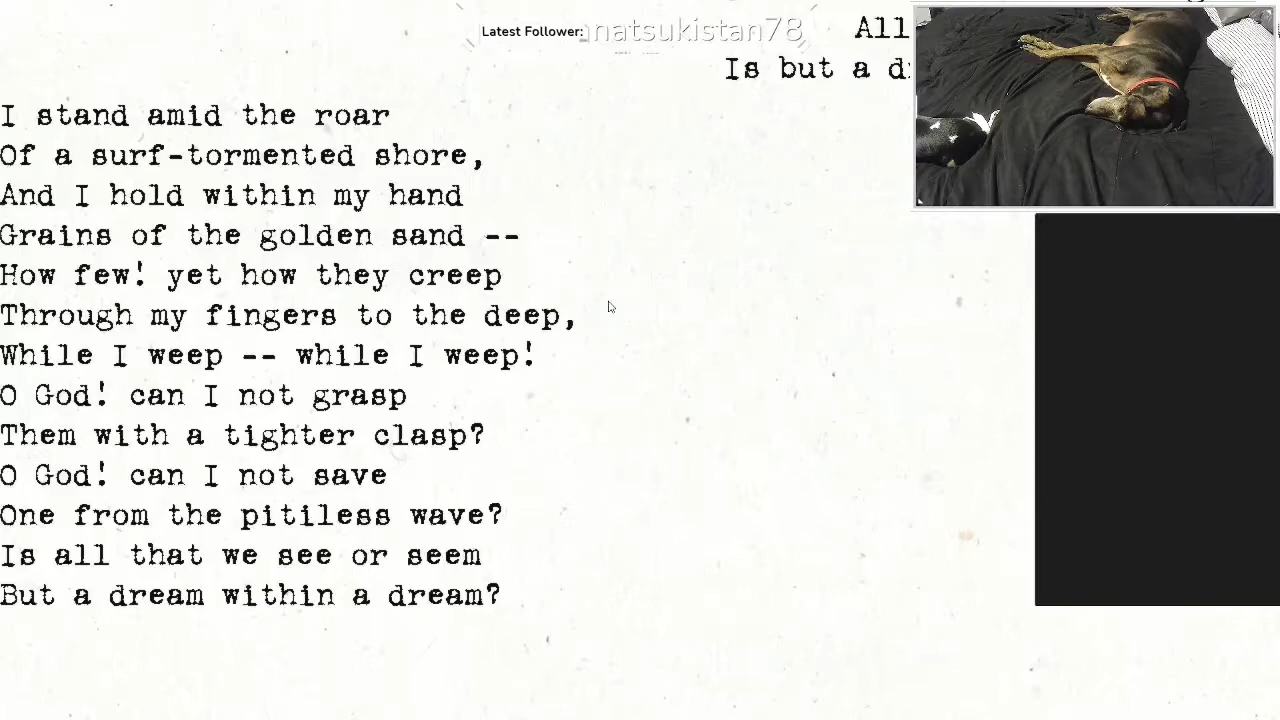 Latest Follower: natsukistan78
All
Is but a d
I stand amid the roar
Of a surf-tormented shore,
And I hold within my hand
Grains of the golden sand --
How few! yet how they creep
Through my fingers to the deep,
While I weep -- while I weep!
O God! can I not grasp
Them with a tighter clasp?
O God! can I not save
One from the pitiless wave?
Is all that we see or seem
But a dream within a dream?